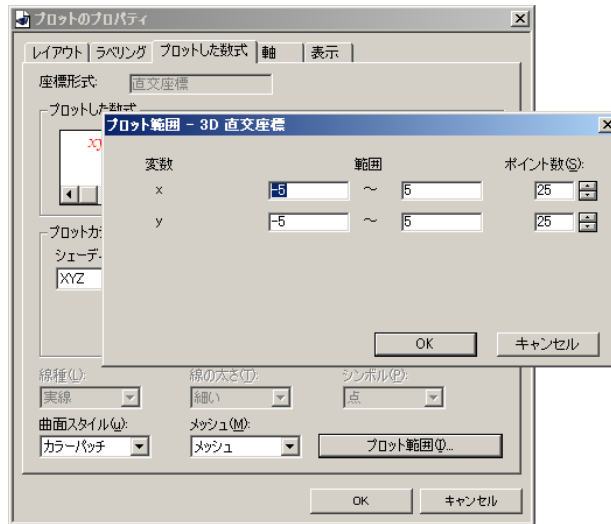 プロットのプロパティ
レイアウト ラベリング プロットした数式 軸 表示
座標形式: 直交座標
プロットした数式
プロット範囲 - 3D 直交座標
変数 範囲 ポイント数(S):
x -5 ～ 5 25
y -5 ～ 5 25
OK キャンセル
XYZ
線種(L): 線の太さ(T): シンボル(P):
実線 細い 点
曲面スタイル(U): メッシュ(M):
カラーパッチ メッシュ プロット範囲(I)...
OK キャンセル